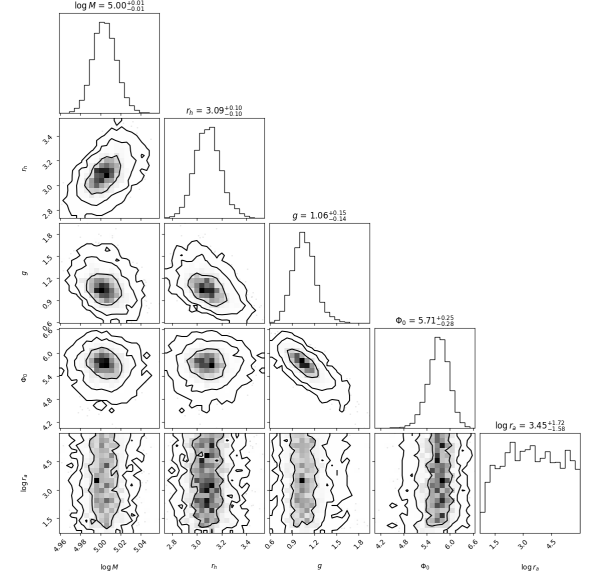 log M = 5.00+0.01 −0.01
r_h = 3.09+0.10 −0.10
3.4
3.2
3.0
2.8
r_h
g = 1.06+0.15 −0.14
1.8
1.5
1.2
0.9
0.6
g
Φ_0 = 5.71+0.25 −0.28
6.6
6.0
5.4
4.8
4.2
Φ_0
log r_a = 3.45+1.72 −1.58
4.5
3.0
1.5
log r_a
4.96 4.98 5.00 5.02 5.04
2.8 3.0 3.2 3.4
0.6 0.9 1.2 1.5 1.8
4.2 4.8 5.4 6.0 6.6
1.5 3.0 4.5
log M r_h g Φ_0 log r_a